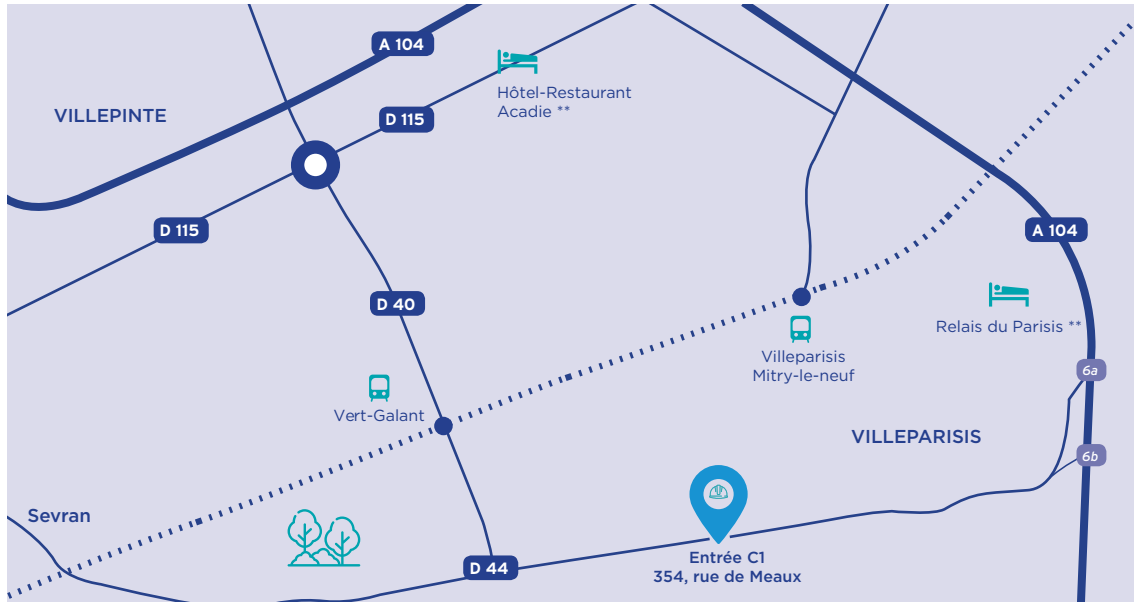 A 104
Hôtel-Restaurant
Acadie **
VILLEPINTE
D 115
D 115
A 104
D 40
Relais du Parisis **
Villeparisis
Mitry-le-neuf
6a
Vert-Galant
VILLEPARISIS
6b
Sevran
Entrée C1
354, rue de Meaux
D 44